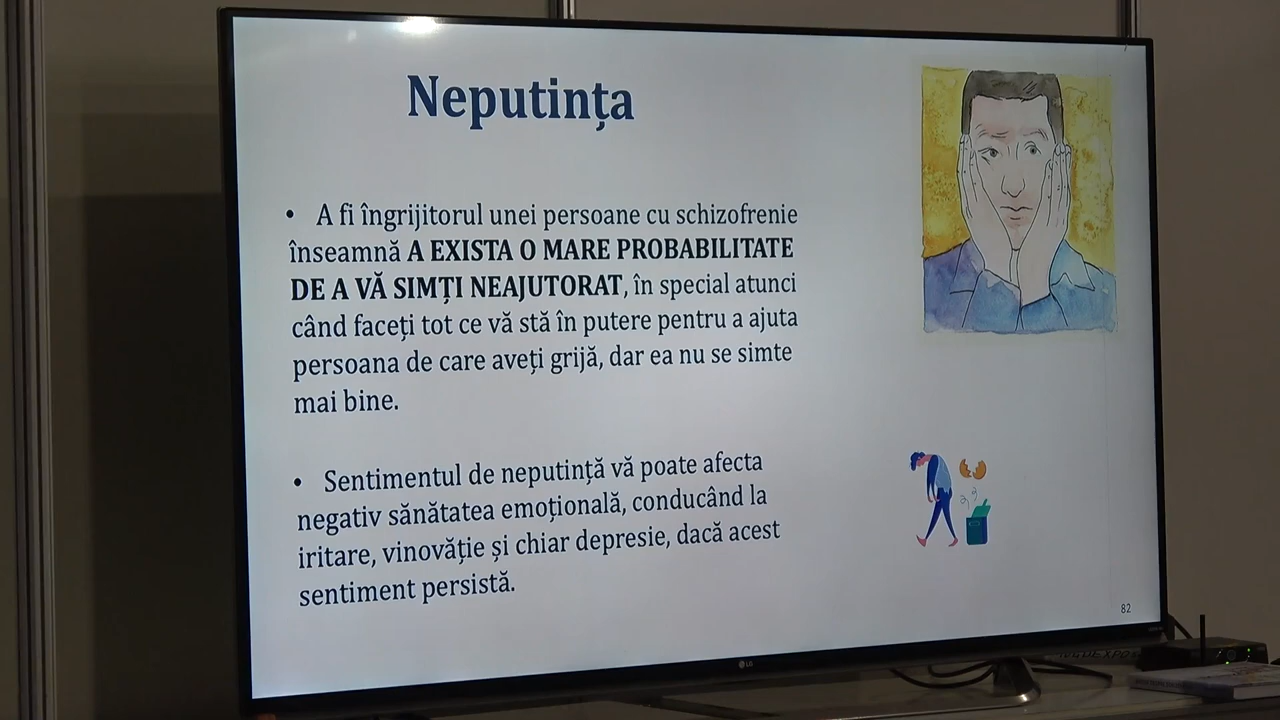 Neputința
• A fi îngrijitorul unei persoane cu schizofrenie
înseamnă A EXISTA O MARE PROBABILITATE
DE A VĂ SIMȚI NEAJUTORAT, în special atunci
când faceți tot ce vă stă în putere pentru a ajuta
persoana de care aveți grijă, dar ea nu se simte
mai bine.
• Sentimentul de neputință vă poate afecta
negativ sănătatea emoțională, conducând la
iritare, vinovăție și chiar depresie, dacă acest
sentiment persistă.
82
LG